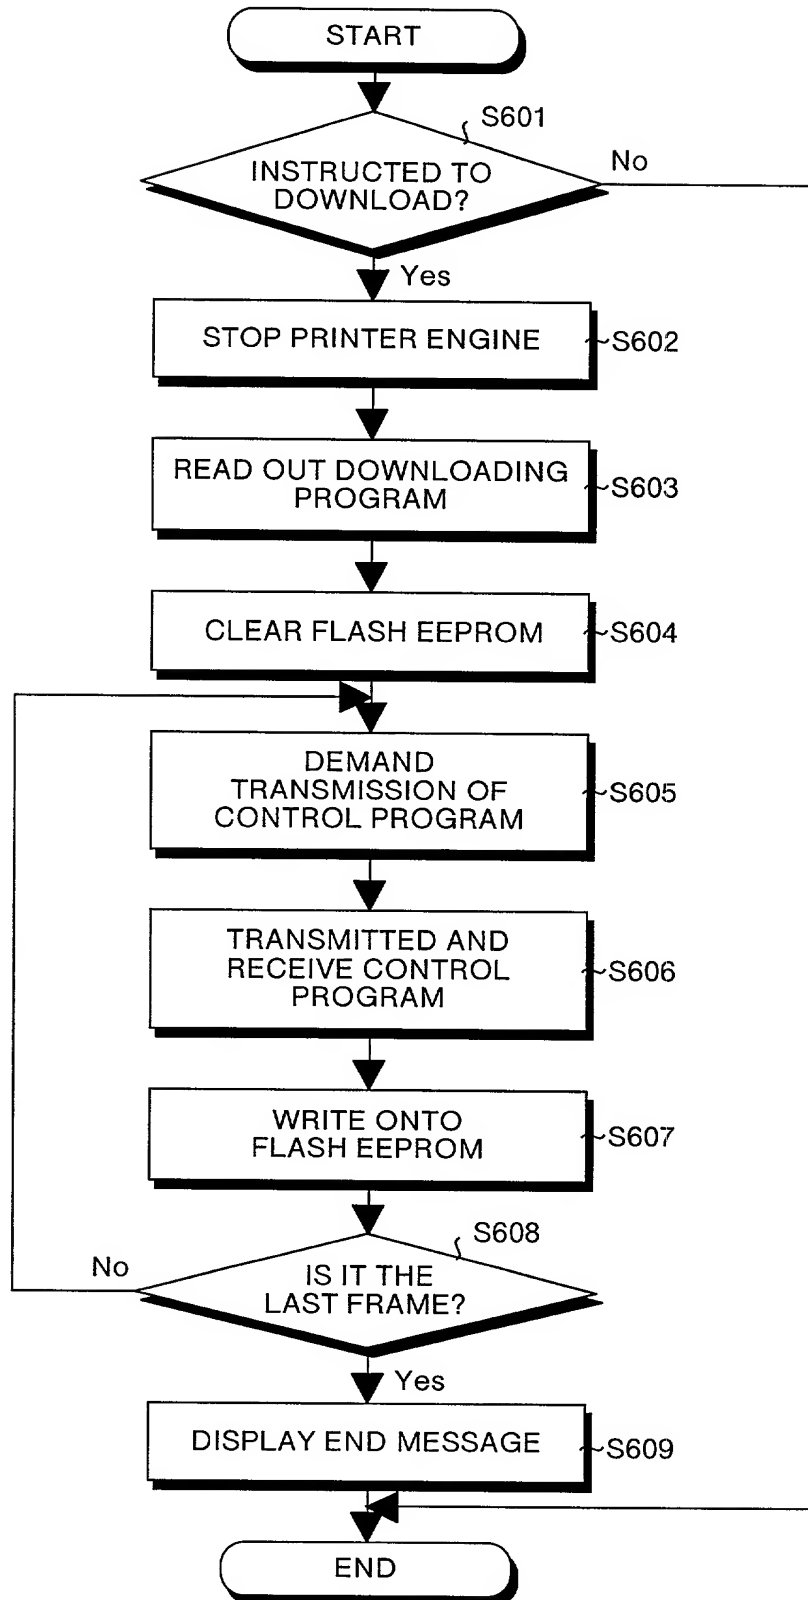 START
S601
INSTRUCTED TO
DOWNLOAD?
No
Yes
STOP PRINTER ENGINE
S602
READ OUT DOWNLOADING
PROGRAM
S603
CLEAR FLASH EEPROM
S604
DEMAND
TRANSMISSION OF
CONTROL PROGRAM
S605
TRANSMITTED AND
RECEIVE CONTROL
PROGRAM
S606
WRITE ONTO
FLASH EEPROM
S607
S608
No
IS IT THE
LAST FRAME?
Yes
DISPLAY END MESSAGE
S609
END